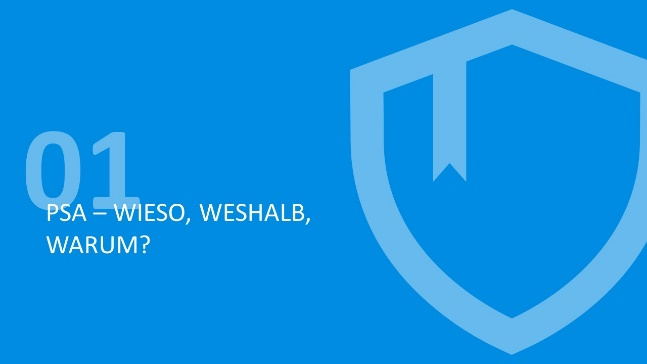 01
PSA – WIESO, WESHALB,
WARUM?